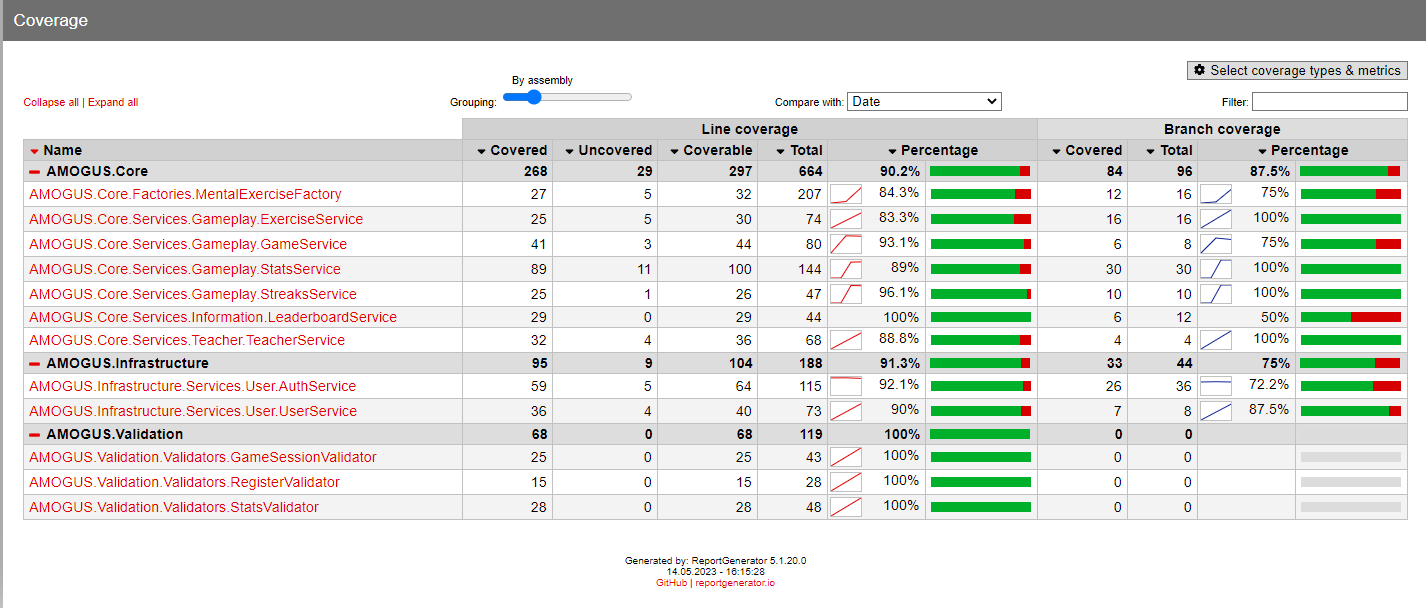 Coverage
Select coverage types & metrics
By assembly
Collapse all | Expand all Grouping: Compare with: Date Filter:
Line coverage Branch coverage
Name Covered Uncovered Coverable Total Percentage Covered Total Percentage
AMOGUS.Core 268 29 297 664 90.2% 84 96 87.5%
AMOGUS.Core.Factories.MentalExerciseFactory 27 5 32 207 84.3% 12 16 75%
AMOGUS.Core.Services.Gameplay.ExerciseService 25 5 30 74 83.3% 16 16 100%
AMOGUS.Core.Services.Gameplay.GameService 41 3 44 80 93.1% 6 8 75%
AMOGUS.Core.Services.Gameplay.StatsService 89 11 100 144 89% 30 30 100%
AMOGUS.Core.Services.Gameplay.StreaksService 25 1 26 47 96.1% 10 10 100%
AMOGUS.Core.Services.Information.LeaderboardService 29 0 29 44 100% 6 12 50%
AMOGUS.Core.Services.Teacher.TeacherService 32 4 36 68 88.8% 4 4 100%
AMOGUS.Infrastructure 95 9 104 188 91.3% 33 44 75%
AMOGUS.Infrastructure.Services.User.AuthService 59 5 64 115 92.1% 26 36 72.2%
AMOGUS.Infrastructure.Services.User.UserService 36 4 40 73 90% 7 8 87.5%
AMOGUS.Validation 68 0 68 119 100% 0 0
AMOGUS.Validation.Validators.GameSessionValidator 25 0 25 43 100% 0 0
AMOGUS.Validation.Validators.RegisterValidator 15 0 15 28 100% 0 0
AMOGUS.Validation.Validators.StatsValidator 28 0 28 48 100% 0 0
Generated by: ReportGenerator 5.1.20.0
14.05.2023 - 16:15:28
GitHub | reportgenerator.io